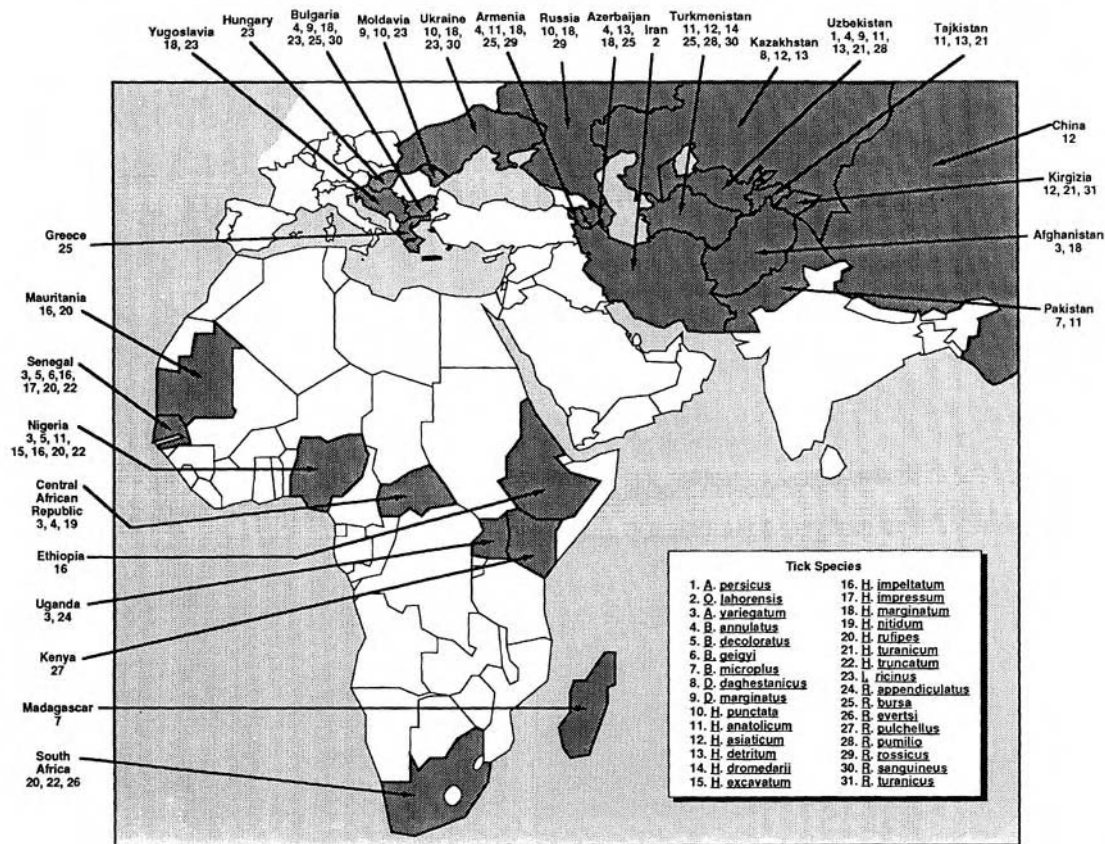 Yugoslavia
18, 23
Hungary
23
Bulgaria
4, 9, 18,
23, 25, 30
Moldavia
9, 10, 23
Ukraine
10, 18,
23, 30
Armenia
4, 11, 18,
25, 29
Russia
10, 18,
29
Azerbaijan
4, 13,
18, 25
Iran
2
Turkmenistan
11, 12, 14
25, 28, 30
Kazakhstan
8, 12, 13
Uzbekistan
1, 4, 9, 11,
13, 21, 28
Tajkistan
11, 13, 21
China
12
Kirgizia
12, 21, 31
Afghanistan
3, 18
Pakistan
7, 11
Greece
25
Mauritania
16, 20
Senegal
3, 5, 6,16,
17, 20, 22
Nigeria
3, 5, 11,
15, 16, 20, 22
Central
African
Republic
3, 4, 19
Ethiopia
16
Uganda
3, 24
Kenya
27
Madagascar
7
South
Africa
20, 22, 26
Tick Species
1. A. persicus
2. O. lahorensis
3. A. variegatum
4. B. annulatus
5. B. decoloratus
6. B. geigyi
7. B. microplus
8. D. daghestanicus
9. D. marginatus
10. H. punctata
11. H. anatolicum
12. H. asiaticum
13. H. detritum
14. H. dromedarii
15. H. excavatum
16. H. impeltatum
17. H. impressum
18. H. marginatum
19. H. nitidum
20. H. rufipes
21. H. turanicum
22. H. truncatum
23. I. ricinus
24. R. appendiculatus
25. R. bursa
26. R. evertsi
27. R. pulchellus
28. R. pumilio
29. R. rossicus
30. R. sanguineus
31. R. turanicus